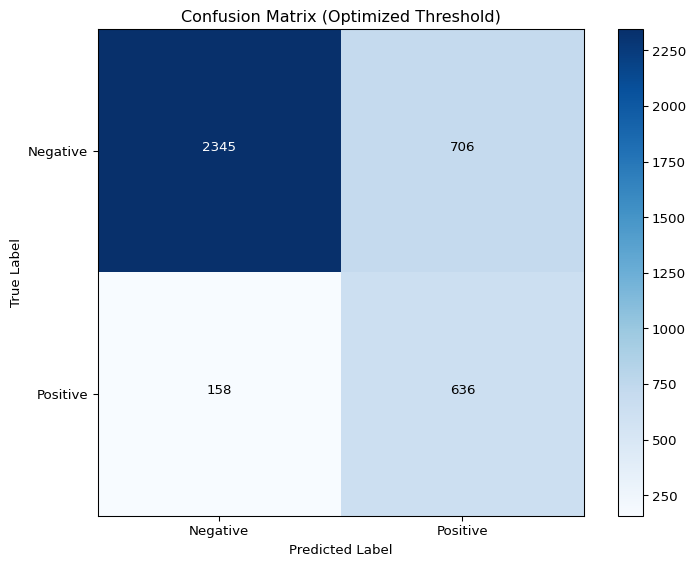 Confusion Matrix (Optimized Threshold)
True Label
Negative
2345
706
Positive
158
636
Negative
Positive
Predicted Label
2250
2000
1750
1500
1250
1000
750
500
250